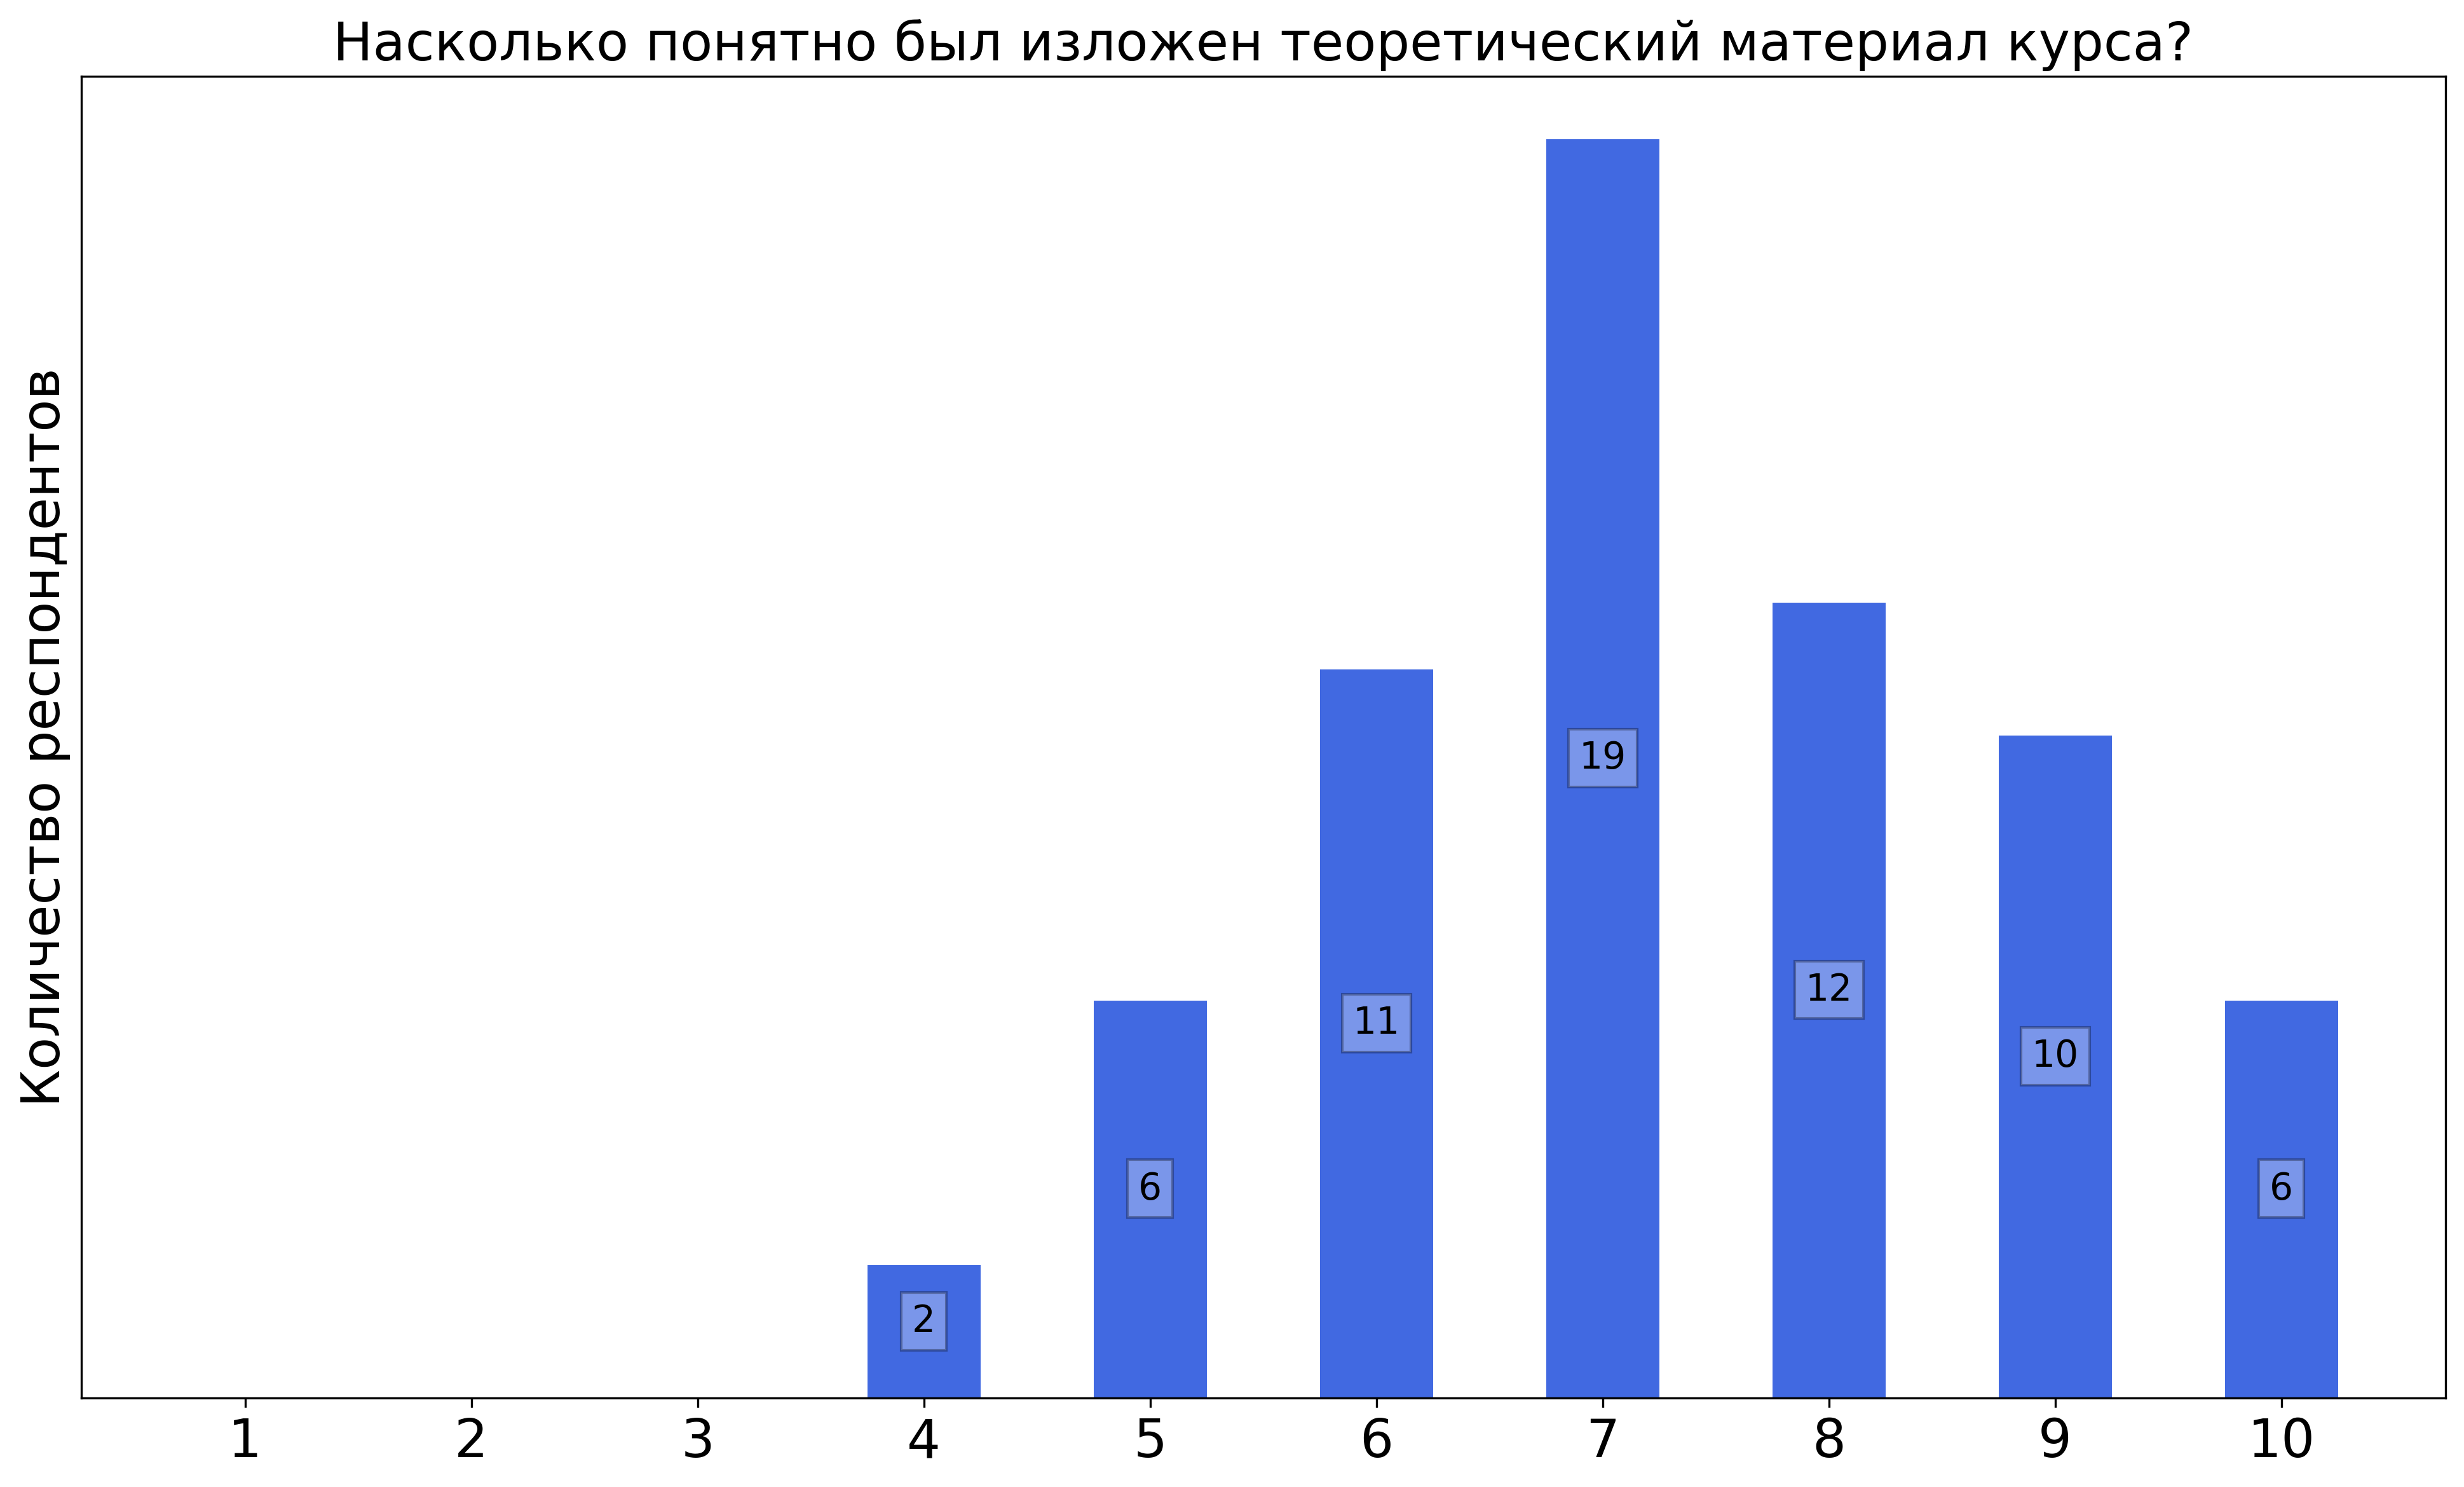 Насколько понятно был изложен теоретический материал курса?
Количество респондентов
19
12
11
10
6
6
2
1 2 3 4 5 6 7 8 9 10